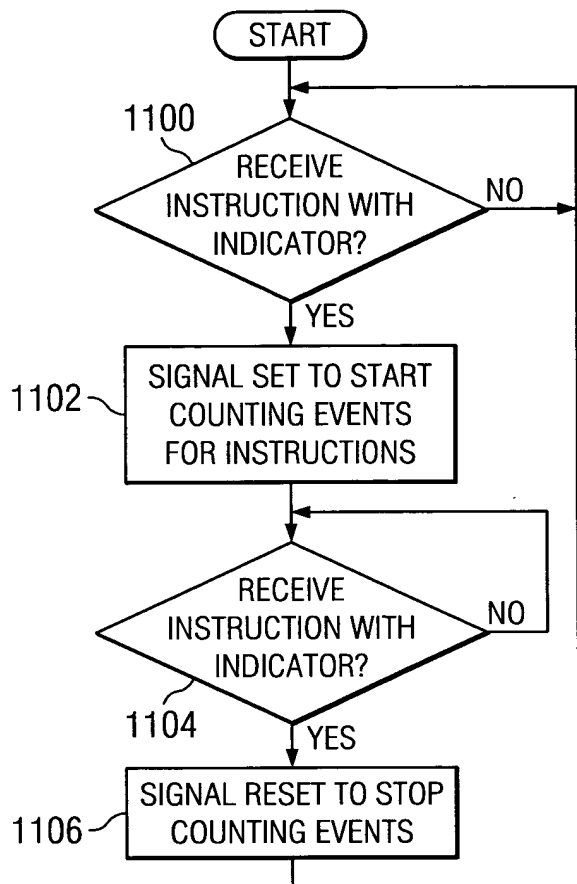 START
1100
RECEIVE
INSTRUCTION WITH
INDICATOR?
NO
YES
1102
SIGNAL SET TO START
COUNTING EVENTS
FOR INSTRUCTIONS
RECEIVE
INSTRUCTION WITH
INDICATOR?
NO
1104
YES
1106
SIGNAL RESET TO STOP
COUNTING EVENTS